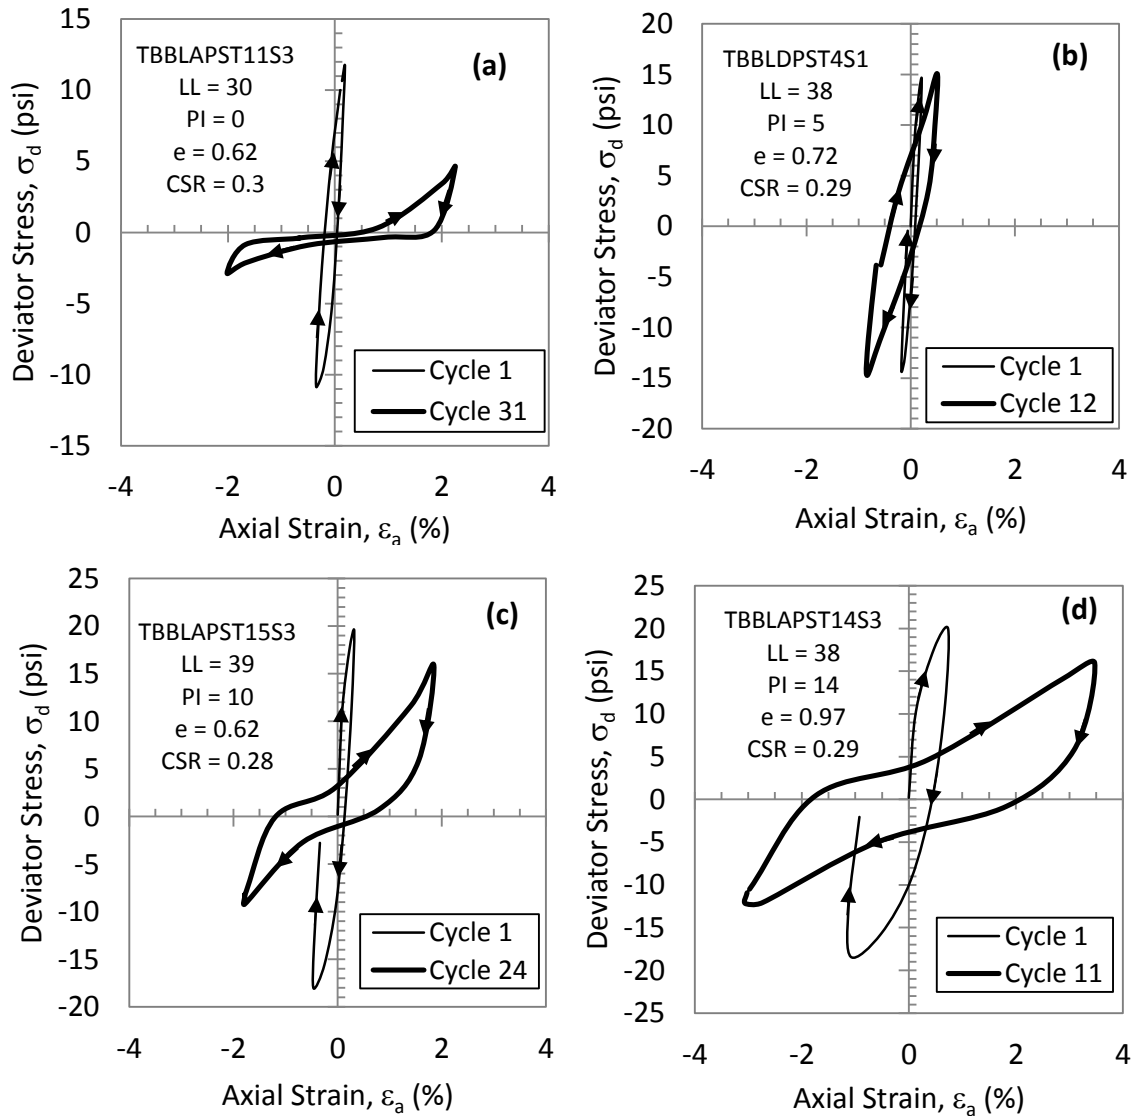 (a)
TBBLAPST11S3
LL = 30
PI = 0
e = 0.62
CSR = 0.3
15
10
5
0
-5
-10
-15
Deviator Stress, σd (psi)
Cycle 1
Cycle 31
-4 -2 0 2 4
Axial Strain, εa (%)
(b)
TBBLDPST4S1
LL = 38
PI = 5
e = 0.72
CSR = 0.29
20
15
10
5
0
-5
-10
-15
-20
Deviator Stress, σd (psi)
Cycle 1
Cycle 12
-4 -2 0 2 4
Axial Strain, εa (%)
(c)
TBBLAPST15S3
LL = 39
PI = 10
e = 0.62
CSR = 0.28
25
20
15
10
5
0
-5
-10
-15
-20
Deviator Stress, σd (psi)
Cycle 1
Cycle 24
-4 -2 0 2 4
Axial Strain, εa (%)
(d)
TBBLAPST14S3
LL = 38
PI = 14
e = 0.97
CSR = 0.29
25
20
15
10
5
0
-5
-10
-15
-20
-25
Deviator Stress, σd (psi)
Cycle 1
Cycle 11
-4 -2 0 2 4
Axial Strain, εa (%)